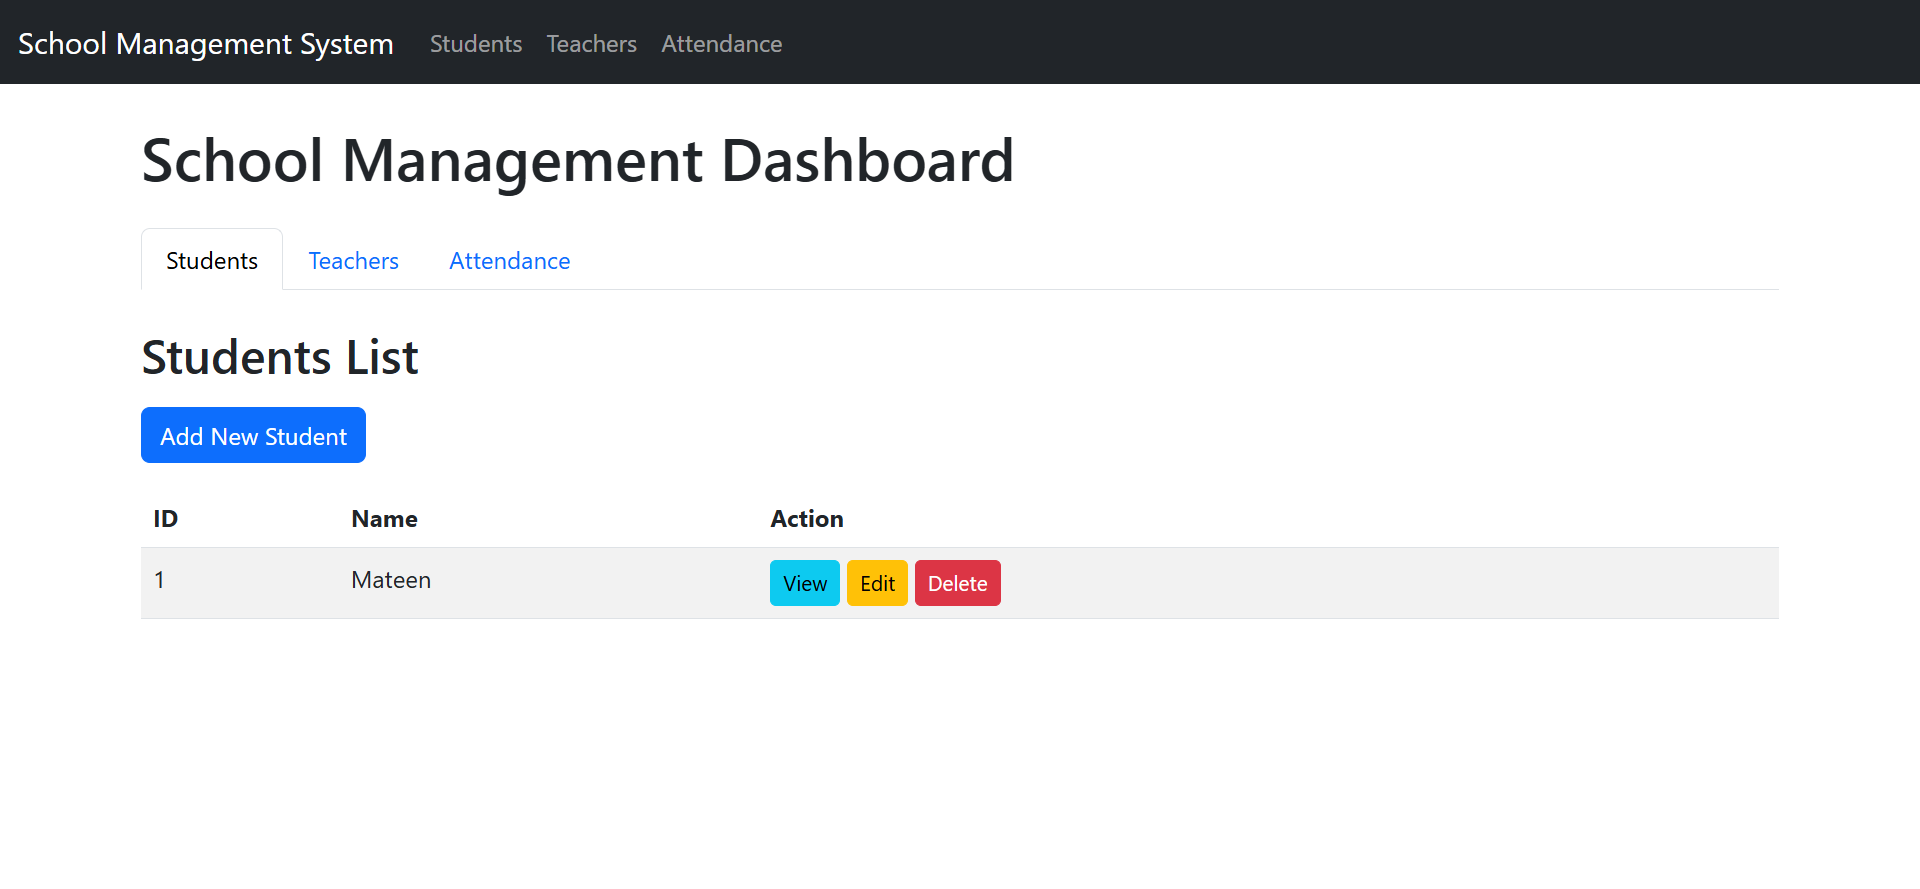 School Management System Students Teachers Attendance
School Management Dashboard
Students Teachers Attendance
Students List
Add New Student
ID Name Action
1 Mateen View Edit Delete